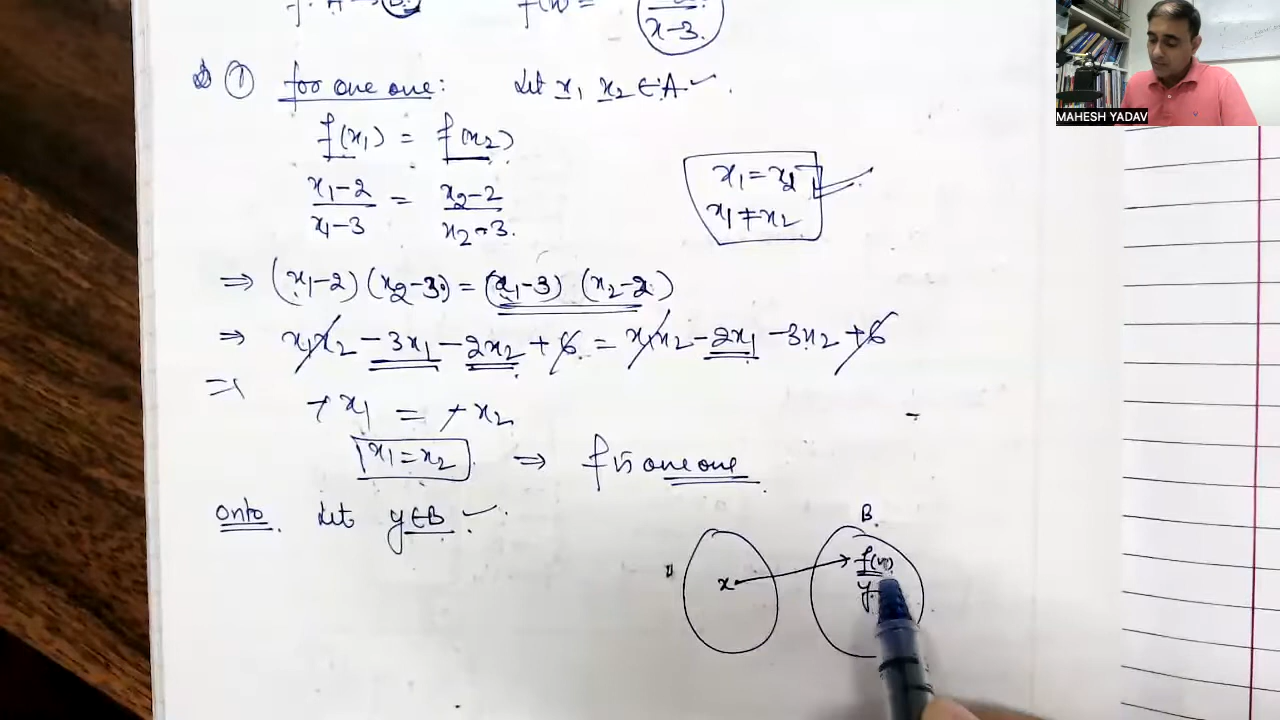 f: A → B
f(x) = x-3.
① for one one: Let x₁ x₂ ∈ A ✓.
f(x₁) = f(x₂)
x₁-2 / x₁-3 = x₂-2 / x₂-3.
x₁ = x₂
x₁ ≠ x₂
⇒ (x₁-2) (x₂-3) = (x₁-3) (x₂-2)
⇒ x₁x₂ - 3x₁ - 2x₂ + 6 = x₁x₂ - 2x₁ - 3x₂ + 6
⇒
+ x₁ = + x₂
x₁ = x₂ ⇒ f is one one
Onto. Let y ∈ B ✓.
B.
x
f(x)
y
MAHESH YADAV